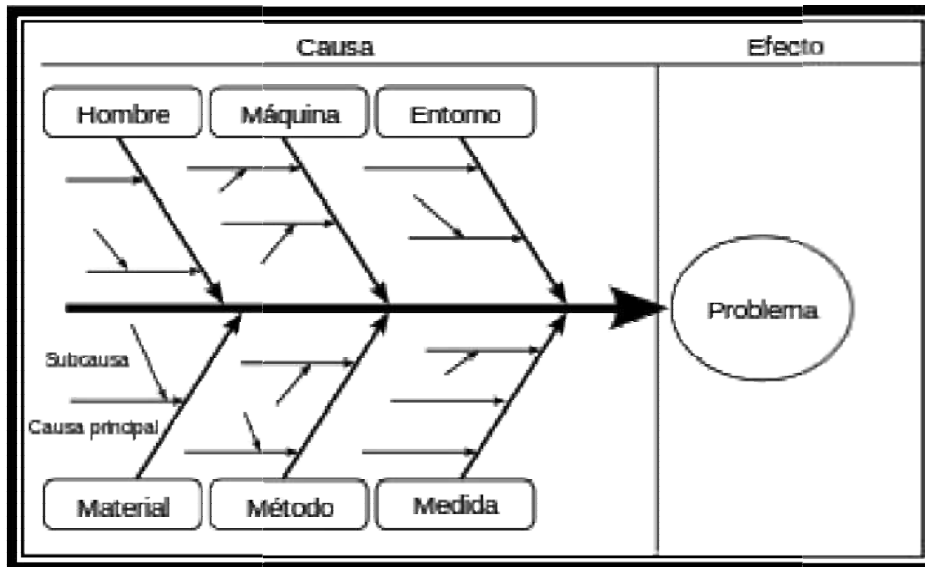 Causa
Efecto
Hombre
Máquina
Entorno
Problema
Subcausa
Causa principal
Material
Método
Medida